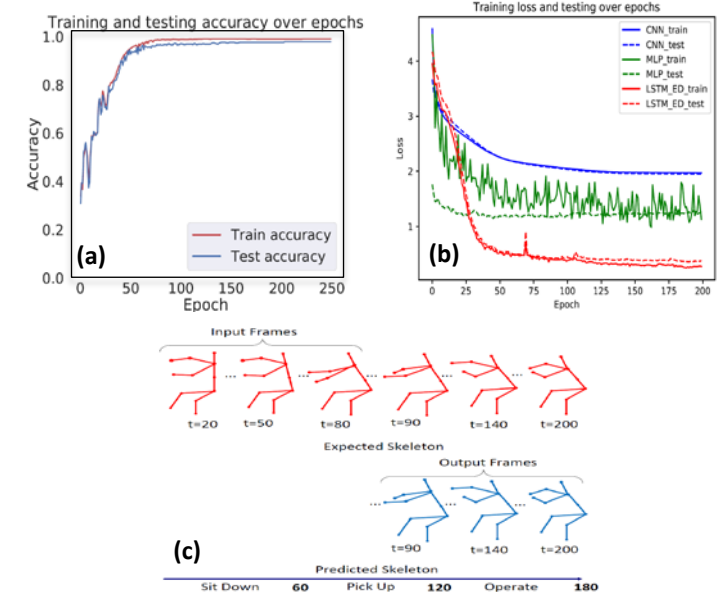 Training and testing accuracy over epochs
1.0
0.8
0.6
0.4
0.2
0.0
Accuracy
(a)
Train accuracy
Test accuracy
0 50 100 150 200 250
Epoch
Training loss and testing over epochs
4
3
2
1
Loss
CNN_train
CNN_test
MLP_train
MLP_test
LSTM_ED_train
LSTM_ED_test
(b)
0 25 50 75 100 125 150 175 200
Epoch
Input Frames
... ... ... ... ...
t=20 t=50 t=80 t=90 t=140 t=200
Expected Skeleton
Output Frames
... ... ...
t=90 t=140 t=200
(c)
Predicted Skeleton
Sit Down 60 Pick Up 120 Operate 180